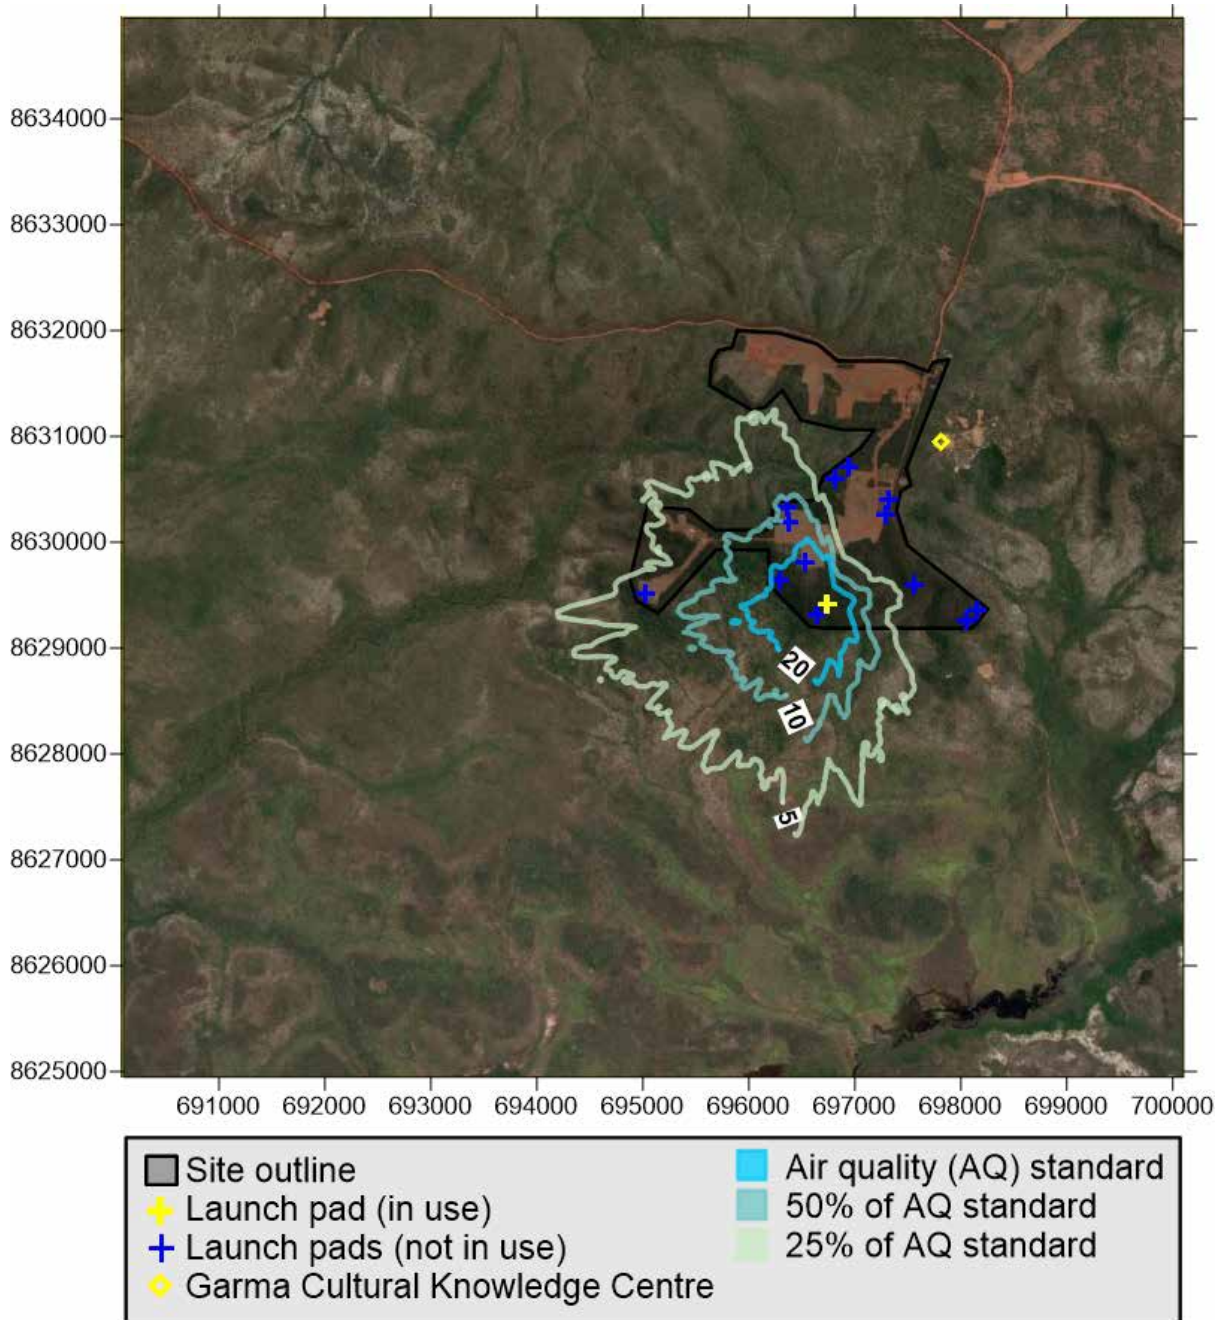 8634000
8633000
8632000
8631000
8630000
8629000
8628000
8627000
8626000
8625000
20
10
5
691000 692000 693000 694000 695000 696000 697000 698000 699000 700000
Site outline
Launch pad (in use)
Launch pads (not in use)
Garma Cultural Knowledge Centre
Air quality (AQ) standard
50% of AQ standard
25% of AQ standard